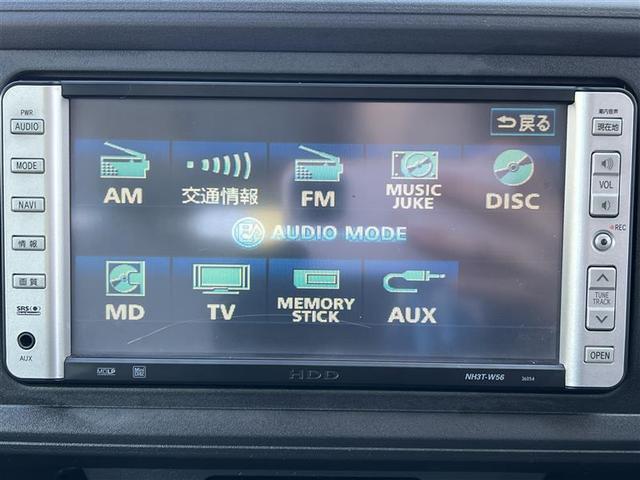 PWR
AUDIO
MODE
NAVI
情報
画質
SRS
AUX
戻る
AM
交通情報
FM
MUSIC
JUKE
DISC
AUDIO MODE
MD
TV
MEMORY
STICK
AUX
MDLP
HDD
NH3T-W56
現在地
VOL
REC
TUNE
TRACK
OPEN